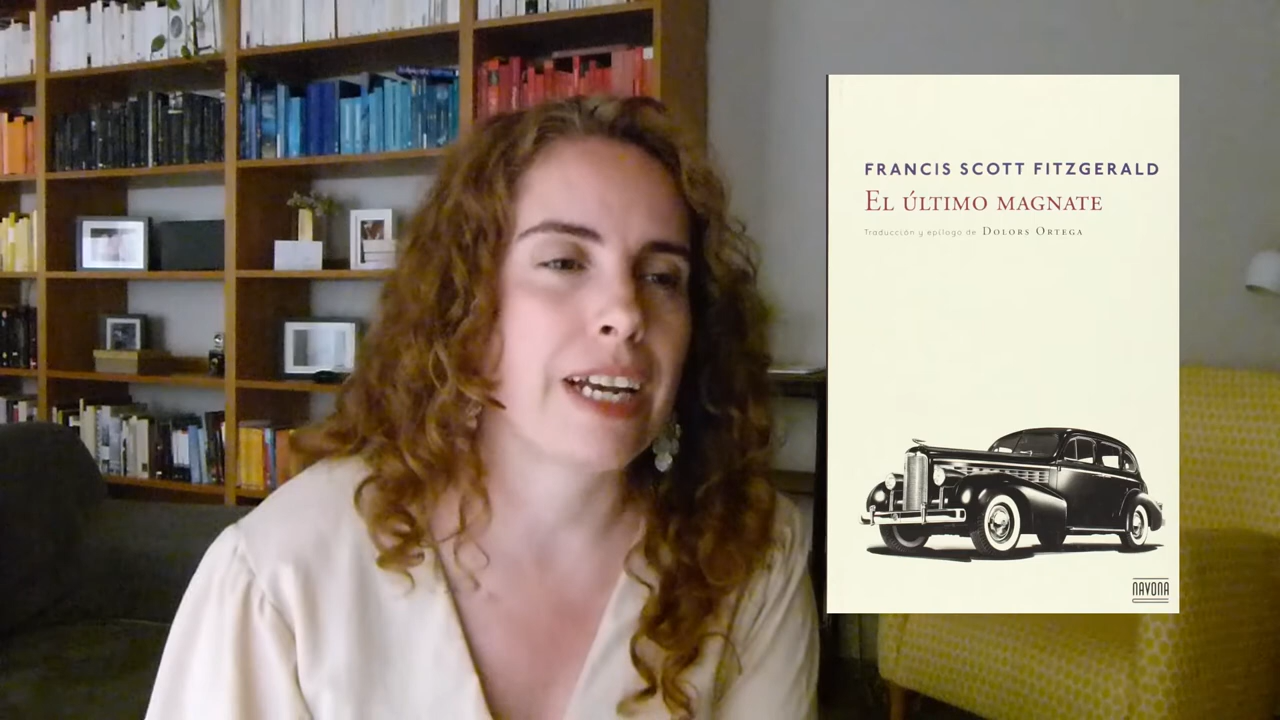 FRANCIS SCOTT FITZGERALD
EL ÚLTIMO MAGNATE
Traducción y epílogo de DOLORS ORTEGA
NAVONA